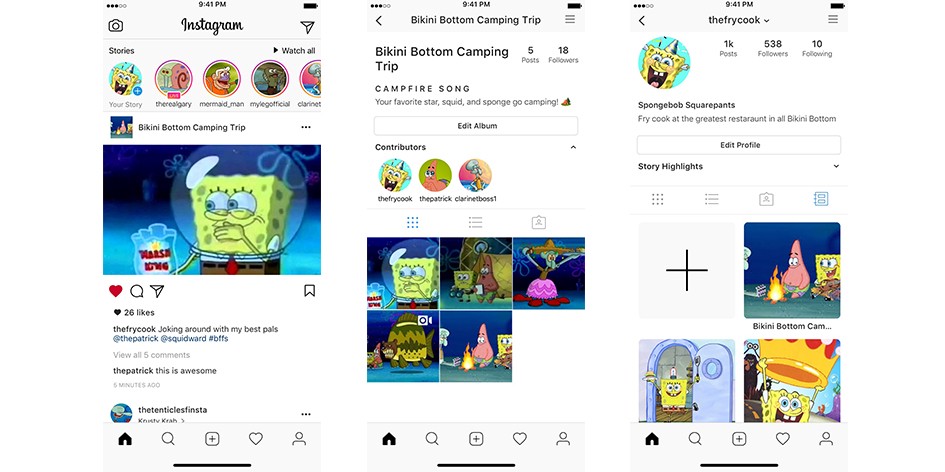 9:41 PM
Instagram
Stories
Watch all
LIVE
Your Story
therealgary
mermaid_man
mylegofficial
clarinet
Bikini Bottom Camping Trip
MARSH
KING
26 likes
thefrycook Joking around with my best pals
@thepatrick @squidward #bffs
View all 5 comments
thepatrick this is awesome
5 MINUTES AGO
thetenticlesfinsta
Krusty Krab >
9:41 PM
Bikini Bottom Camping Trip
Bikini Bottom Camping
Trip
5
Posts
18
Followers
CAMPFIRE SONG
Your favorite star, squid, and sponge go camping! 🏕️
Edit Album
Contributors
thefrycook
thepatrick
clarinetboss1
MARSH
KING
9:41 PM
thefrycook
1k
Posts
538
Followers
10
Following
Spongebob Squarepants
Fry cook at the greatest restaraunt in all Bikini Bottom
Edit Profile
Story Highlights
Bikini Bottom Cam...